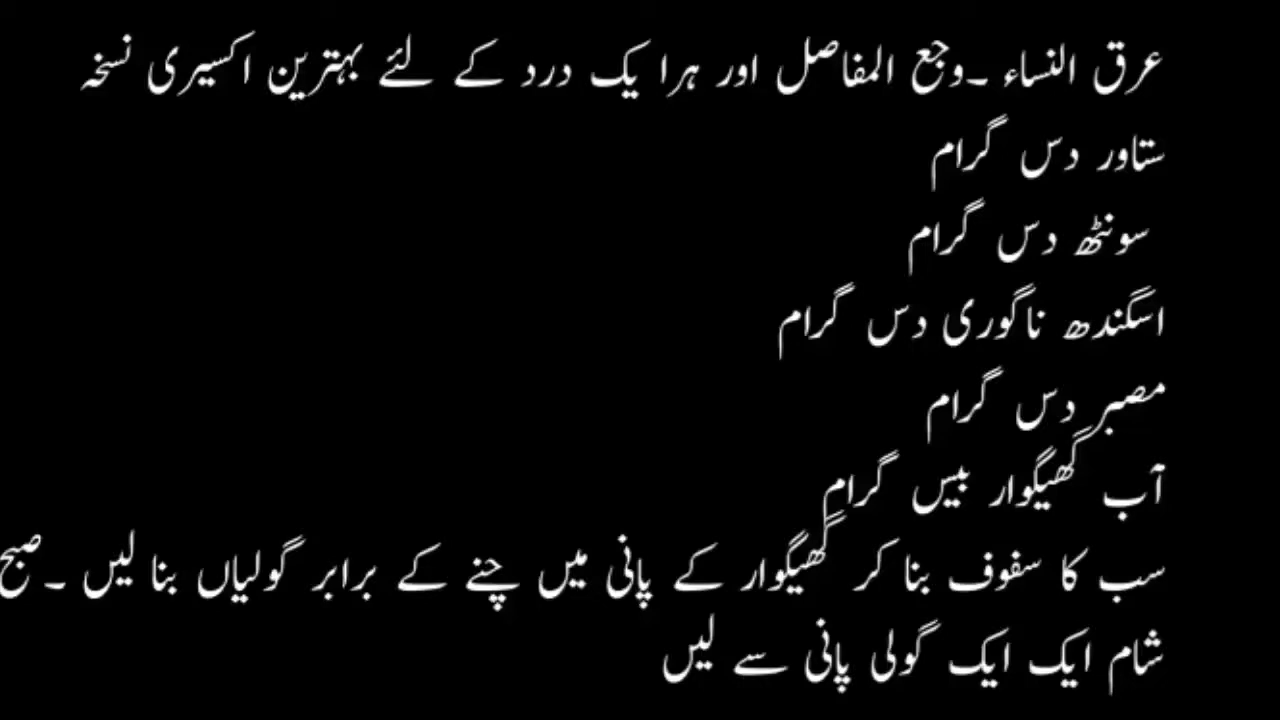 عرق النساء ۔وجع المفاصل اور ہرا یک درد کے لئے بہترین اکسیری نسخہ
ستاور دس گرام
سونٹھ دس گرام
اسگندھ ناگوری دس گرام
مصبر دس گرام
آب گھیگوار بیس گرام
سب کا سفوف بنا کر گھیگوار کے پانی میں چنے کے برابر گولیاں بنا لیں ۔صبح
شام ایک ایک گولی پانی سے لیں